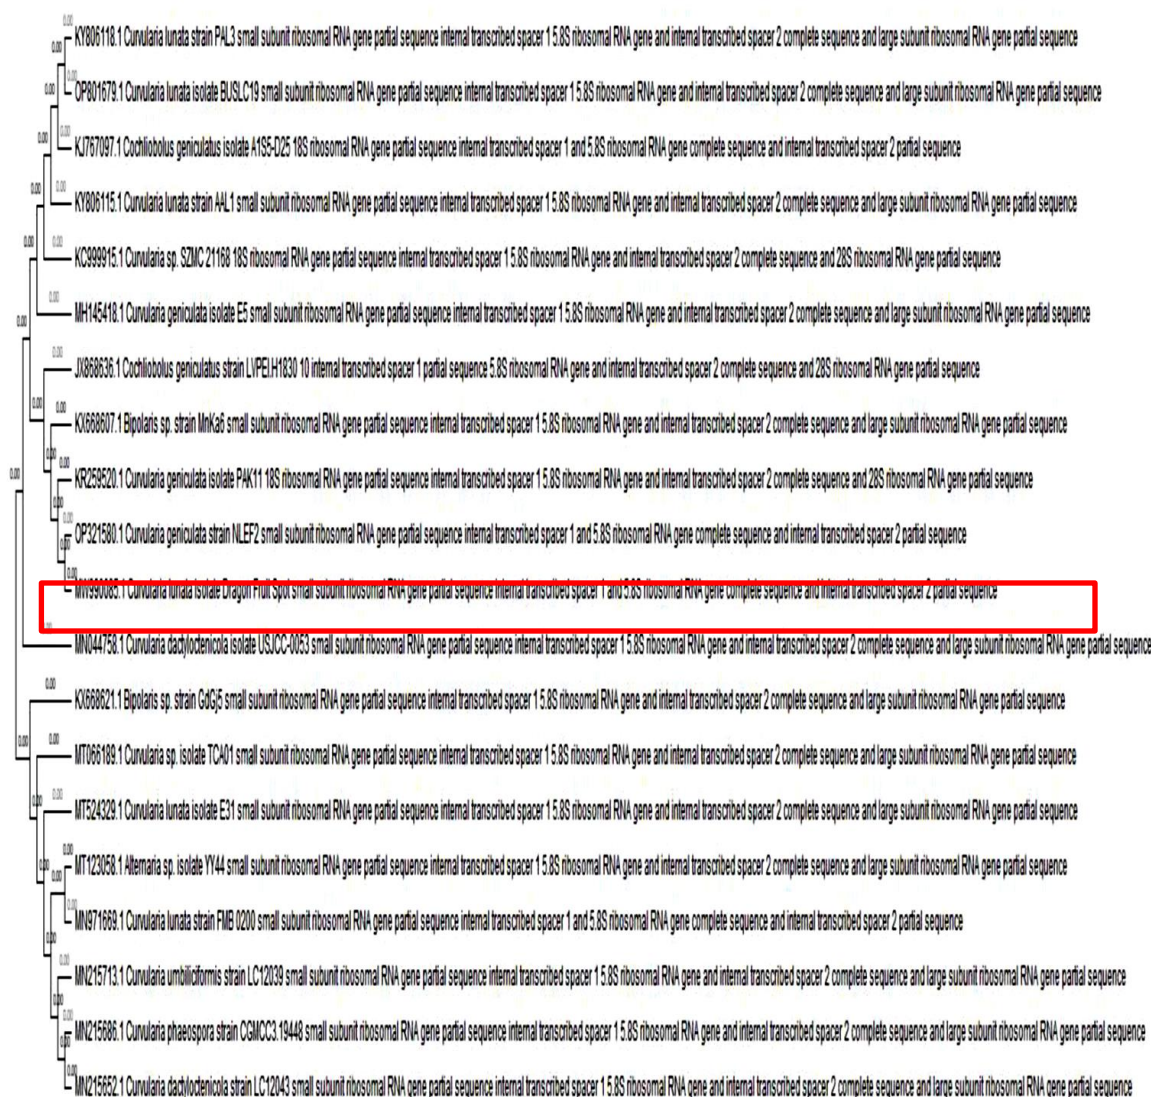 KY806118.1 Curvularia lunata strain PAL3 small subunit ribosomal RNA gene partial sequence internal transcribed spacer 1 5.8S ribosomal RNA gene and internal transcribed spacer 2 complete sequence and large subunit ribosomal RNA gene partial sequence
OP801679.1 Curvularia lunata isolate BUSLC19 small subunit ribosomal RNA gene partial sequence internal transcribed spacer 1 5.8S ribosomal RNA gene and internal transcribed spacer 2 complete sequence and large subunit ribosomal RNA gene partial sequence
KJ767097.1 Cochliobolus geniculatus isolate A1S5-D25 18S ribosomal RNA gene partial sequence internal transcribed spacer 1 and 5.8S ribosomal RNA gene complete sequence and internal transcribed spacer 2 partial sequence
KY806115.1 Curvularia lunata strain AAL1 small subunit ribosomal RNA gene partial sequence internal transcribed spacer 1 5.8S ribosomal RNA gene and internal transcribed spacer 2 complete sequence and large subunit ribosomal RNA gene partial sequence
KC999915.1 Curvularia sp. SZMC 21168 18S ribosomal RNA gene partial sequence internal transcribed spacer 1 5.8S ribosomal RNA gene and internal transcribed spacer 2 complete sequence and 28S ribosomal RNA gene partial sequence
MH145418.1 Curvularia geniculata isolate E5 small subunit ribosomal RNA gene partial sequence internal transcribed spacer 1 5.8S ribosomal RNA gene and internal transcribed spacer 2 complete sequence and large subunit ribosomal RNA gene partial sequence
JX868636.1 Cochliobolus geniculatus strain LVPEI.H1830 10 internal transcribed spacer 1 partial sequence 5.8S ribosomal RNA gene and internal transcribed spacer 2 complete sequence and 28S ribosomal RNA gene partial sequence
KX668607.1 Bipolaris sp. strain MnKa6 small subunit ribosomal RNA gene partial sequence internal transcribed spacer 1 5.8S ribosomal RNA gene and internal transcribed spacer 2 complete sequence and large subunit ribosomal RNA gene partial sequence
KR259520.1 Curvularia geniculata isolate PAK11 18S ribosomal RNA gene partial sequence internal transcribed spacer 1 5.8S ribosomal RNA gene and internal transcribed spacer 2 complete sequence and 28S ribosomal RNA gene partial sequence
OP321580.1 Curvularia geniculata strain NLEF2 small subunit ribosomal RNA gene partial sequence internal transcribed spacer 1 and 5.8S ribosomal RNA gene complete sequence and internal transcribed spacer 2 partial sequence
MW990085.1 Curvularia lunata isolate Dragon Fruit Spot small subunit ribosomal RNA gene partial sequence internal transcribed spacer 1 and 5.8S ribosomal RNA gene complete sequence and internal transcribed spacer 2 partial sequence
MN044758.1 Curvularia dactyloctenicola isolate USJCC-0053 small subunit ribosomal RNA gene partial sequence internal transcribed spacer 1 5.8S ribosomal RNA gene and internal transcribed spacer 2 complete sequence and large subunit ribosomal RNA gene partial sequence
KX668621.1 Bipolaris sp. strain GdGj5 small subunit ribosomal RNA gene partial sequence internal transcribed spacer 1 5.8S ribosomal RNA gene and internal transcribed spacer 2 complete sequence and large subunit ribosomal RNA gene partial sequence
MT066189.1 Curvularia sp. isolate TCA01 small subunit ribosomal RNA gene partial sequence internal transcribed spacer 1 5.8S ribosomal RNA gene and internal transcribed spacer 2 complete sequence and large subunit ribosomal RNA gene partial sequence
MT524329.1 Curvularia lunata isolate E31 small subunit ribosomal RNA gene partial sequence internal transcribed spacer 1 5.8S ribosomal RNA gene and internal transcribed spacer 2 complete sequence and large subunit ribosomal RNA gene partial sequence
MT123058.1 Alternaria sp. isolate YY44 small subunit ribosomal RNA gene partial sequence internal transcribed spacer 1 5.8S ribosomal RNA gene and internal transcribed spacer 2 complete sequence and large subunit ribosomal RNA gene partial sequence
MN971669.1 Curvularia lunata strain FMB 0200 small subunit ribosomal RNA gene partial sequence internal transcribed spacer 1 and 5.8S ribosomal RNA gene complete sequence and internal transcribed spacer 2 partial sequence
MN215713.1 Curvularia umbiliciformis strain LC12039 small subunit ribosomal RNA gene partial sequence internal transcribed spacer 1 5.8S ribosomal RNA gene and internal transcribed spacer 2 complete sequence and large subunit ribosomal RNA gene partial sequence
MN215686.1 Curvularia phaeospora strain CGMCC3.19448 small subunit ribosomal RNA gene partial sequence internal transcribed spacer 1 5.8S ribosomal RNA gene and internal transcribed spacer 2 complete sequence and large subunit ribosomal RNA gene partial sequence
MN215652.1 Curvularia dactyloctenicola strain LC12043 small subunit ribosomal RNA gene partial sequence internal transcribed spacer 1 5.8S ribosomal RNA gene and internal transcribed spacer 2 complete sequence and large subunit ribosomal RNA gene partial sequence